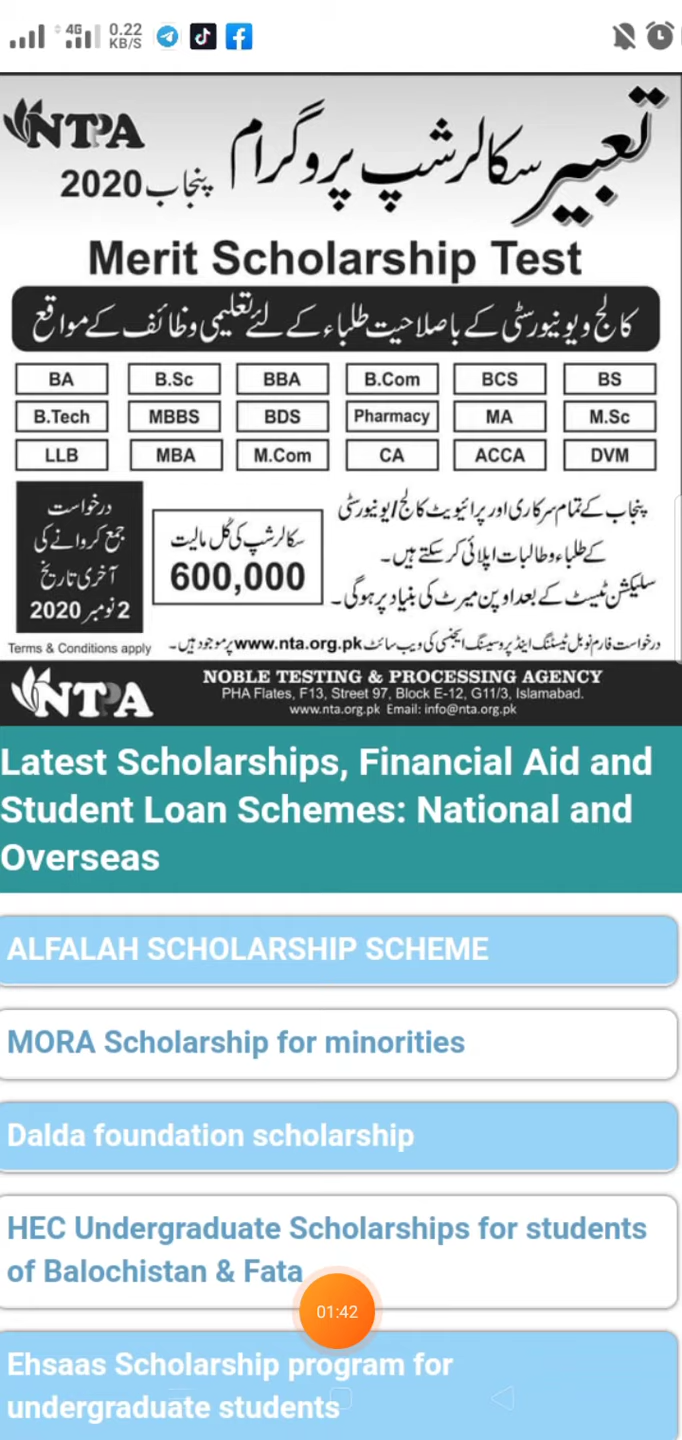 4G 0.22
KB/S
NTPA
تعبیر سکالرشپ پروگرام
پنجاب 2020
Merit Scholarship Test
کالج و یونیورسٹی کے باصلاحیت طلباء کے لئے تعلیمی وظائف کے مواقع
BA B.Sc BBA B.Com BCS BS
B.Tech MBBS BDS Pharmacy MA M.Sc
LLB MBA M.Com CA ACCA DVM
پنجاب کے تمام سرکاری اور پرائیویٹ کالج/یونیورسٹی
کے طلباء و طالبات اپلائی کر سکتے ہیں۔
سلیکشن ٹیسٹ کے بعد اوپن میرٹ کی بنیاد پر ہوگی۔
سکالرشپ کی کُل مالیت
600,000
درخواست
جمع کروانے کی
آخری تاریخ
2 نومبر 2020
درخواست فارم نوبل ٹیسٹنگ اینڈ پروسیسنگ ایجنسی کی ویب سائٹ www.nta.org.pk پر موجود ہیں۔
Terms & Conditions apply
NTPA
NOBLE TESTING & PROCESSING AGENCY
PHA Flates, F13, Street 97, Block E-12, G11/3, Islamabad.
www.nta.org.pk Email: info@nta.org.pk
Latest Scholarships, Financial Aid and
Student Loan Schemes: National and
Overseas
ALFALAH SCHOLARSHIP SCHEME
MORA Scholarship for minorities
Dalda foundation scholarship
HEC Undergraduate Scholarships for students
of Balochistan & Fata
01:42
Ehsaas Scholarship program for
undergraduate students